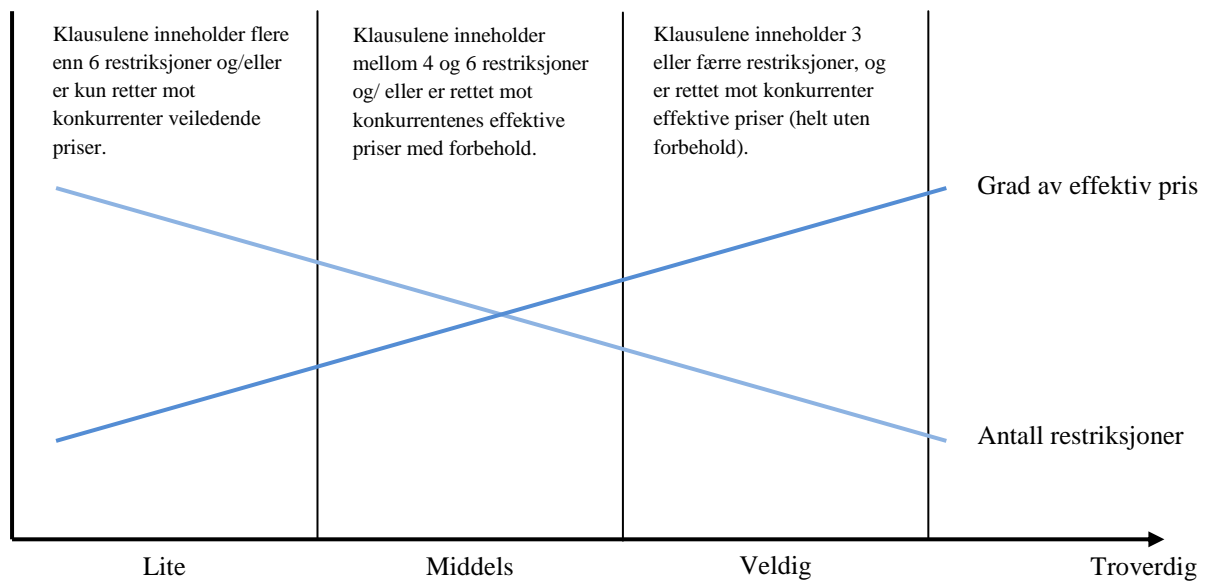 Klausulene inneholder flere
enn 6 restriksjoner og/eller
er kun retter mot
konkurrenter veiledende
priser.
Klausulene inneholder
mellom 4 og 6 restriksjoner
og/ eller er rettet mot
konkurrentenes effektive
priser med forbehold.
Klausulene inneholder 3
eller færre restriksjoner, og
er rettet mot konkurrenter
effektive priser (helt uten
forbehold).
Grad av effektiv pris
Antall restriksjoner
Lite
Middels
Veldig
Troverdig